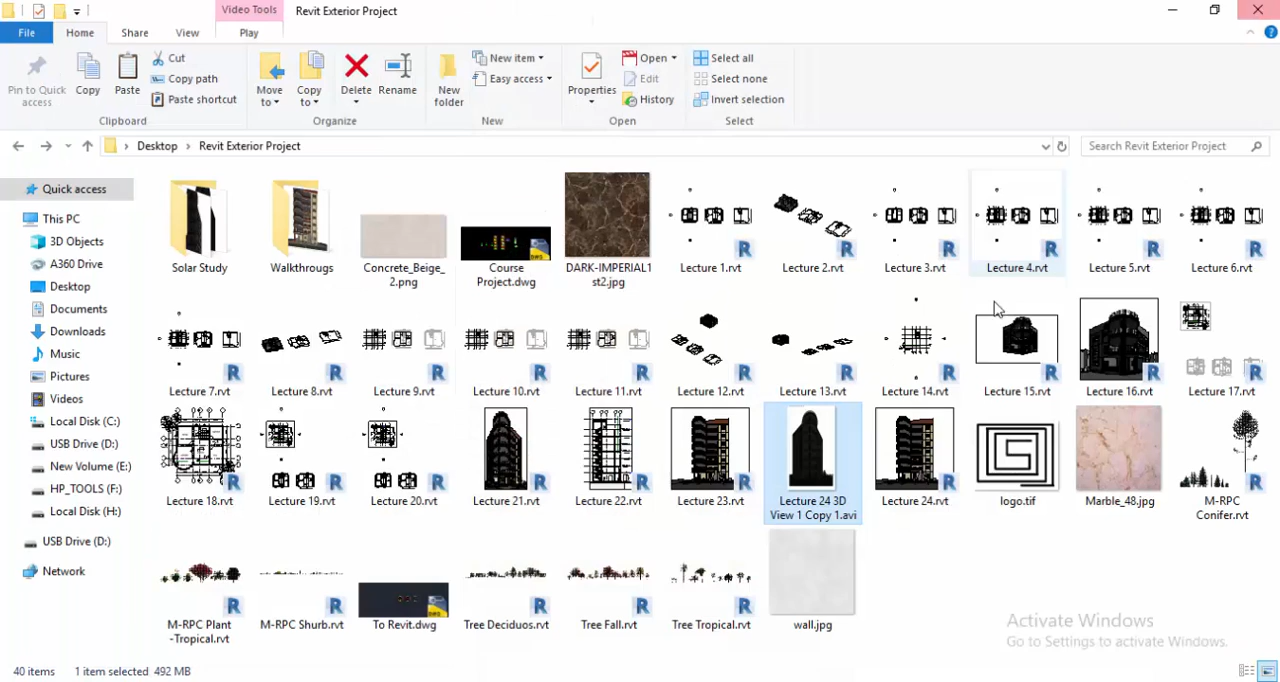 Video Tools
Revit Exterior Project
File
Home
Share
View
Play
Pin to Quick
access
Copy
Paste
Cut
Copy path
Paste shortcut
Clipboard
Move
to
Copy
to
Delete
Rename
Organize
New
folder
New item
Easy access
New
Properties
Open
Edit
History
Open
Select all
Select none
Invert selection
Select
Desktop
Revit Exterior Project
Search Revit Exterior Project
Quick access
This PC
3D Objects
A360 Drive
Desktop
Documents
Downloads
Music
Pictures
Videos
Local Disk (C:)
USB Drive (D:)
New Volume (E:)
HP_TOOLS (F:)
Local Disk (H:)
USB Drive (D:)
Network
Solar Study
Walkthrougs
Concrete_Beige_
2.png
Course
Project.dwg
DARK-IMPERIAL1
st2.jpg
Lecture 1.rvt
Lecture 2.rvt
Lecture 3.rvt
Lecture 4.rvt
Lecture 5.rvt
Lecture 6.rvt
Lecture 7.rvt
Lecture 8.rvt
Lecture 9.rvt
Lecture 10.rvt
Lecture 11.rvt
Lecture 12.rvt
Lecture 13.rvt
Lecture 14.rvt
Lecture 15.rvt
Lecture 16.rvt
Lecture 17.rvt
Lecture 18.rvt
Lecture 19.rvt
Lecture 20.rvt
Lecture 21.rvt
Lecture 22.rvt
Lecture 23.rvt
Lecture 24 3D
View 1 Copy 1.avi
Lecture 24.rvt
logo.tif
Marble_48.jpg
M-RPC
Conifer.rvt
M-RPC Plant
-Tropical.rvt
M-RPC Shurb.rvt
To Revit.dwg
Tree Deciduos.rvt
Tree Fall.rvt
Tree Tropical.rvt
wall.jpg
Activate Windows
Go to Settings to activate Windows.
40 items
1 item selected 492 MB